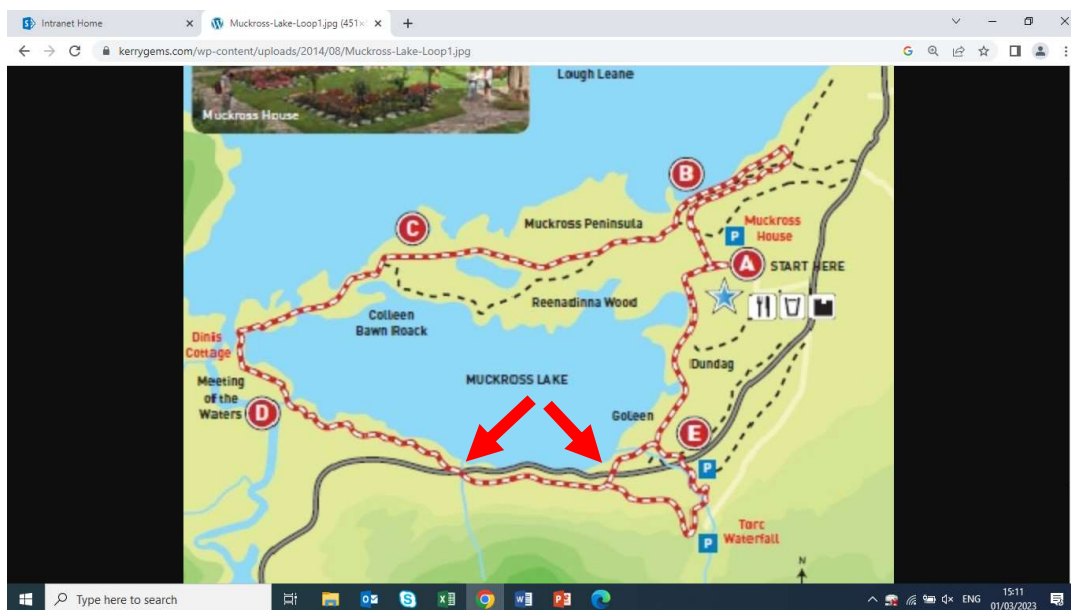 Intranet Home
Muckross-Lake-Loop1.jpg (451×
kerrygems.com/wp-content/uploads/2014/08/Muckross-Lake-Loop1.jpg
G
Lough Leane
Muckross House
B
C
Muckross Peninsula
Muckross
P House
A START HERE
Reenadinna Wood
Colleen
Bawn Roack
Dinis
Cottage
Dundag
MUCKROSS LAKE
Meeting
of the
Waters D
Goleen
E
P
Torc
P Waterfall
N
Type here to search
ENG
15:11
01/03/2023